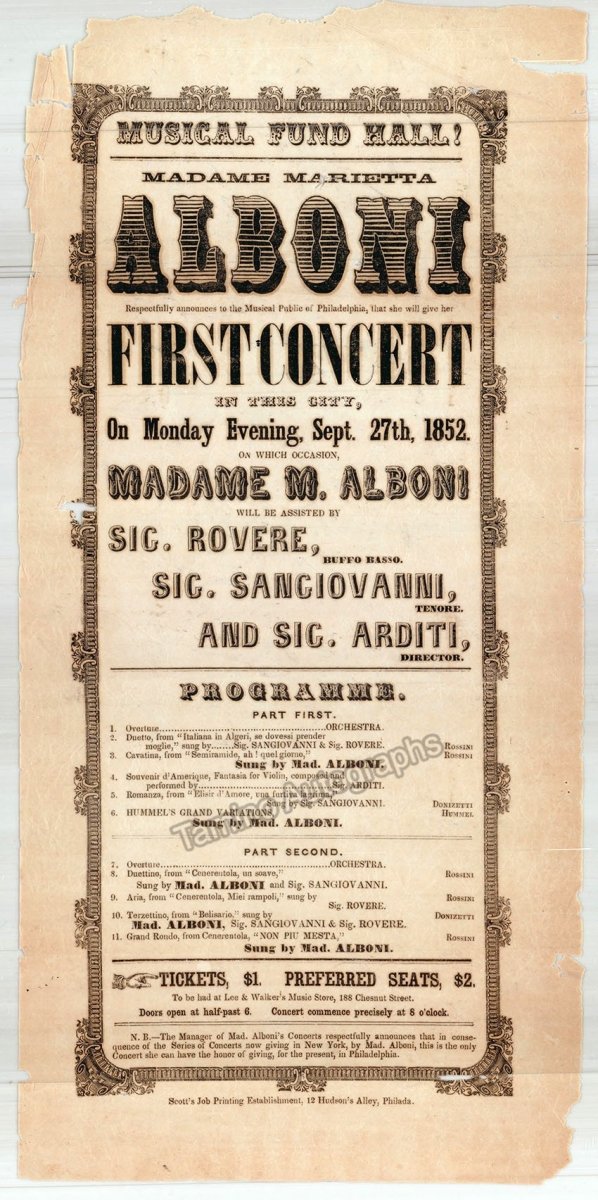 MUSICAL FUND HALL!
MADAME MARIETTA
ALBONI
Respectfully announces to the Musical Public of Philadelphia, that she will give her
FIRST CONCERT
IN THIS CITY,
On Monday Evening, Sept. 27th, 1852.
ON WHICH OCCASION,
MADAME M. ALBONI
WILL BE ASSISTED BY
SIG. ROVERE,
BUFFO BASSO.
SIG. SANGIOVANNI,
TENORE.
AND SIG. ARDITI,
DIRECTOR.
PROGRAMME.
PART FIRST.
1. Overture..........ORCHESTRA.
2. Duetto, from "Italiana in Algeri, se dovessi prender
moglie," sung by.......Sig. SANGIOVANNI & Sig. ROVERE. ROSSINI
3. Cavatina, from "Semiramide, ah! quel giorno," ROSSINI
Sung by Mad. ALBONI.
4. Souvenir d'Amerique, Fantasia for Violin, composed and
performed by..........Sig. ARDITI.
5. Romanza, from "Elisir d'Amore, una furtiva lagrima,"
Sung by Sig SANGIOVANNI. DONIZETTI
6. HUMMEL'S GRAND VARIATIONS, HUMMEL
Sung by Mad. ALBONI.
Tamino Autographs
PART SECOND.
7. Overture..........ORCHESTRA.
8. Duettino, from "Cenerentola, un soave," ROSSINI
Sung by Mad. ALBONI and Sig. SANGIOVANNI.
9. Aria, from "Cenerentola, Miei rampoli," sung by ROSSINI
Sig. ROVERE.
10. Terzettino, from "Belisario," sung by DONIZETTI
Mad. ALBONI, Sig. SANGIOVANNI & Sig. ROVERE.
11. Grand Rondo, from Cenerentola, "NON PIU MESTA," ROSSINI
Sung by Mad. ALBONI.
TICKETS, $1. PREFERRED SEATS, $2.
To be had at Lee & Walker's Music Store, 188 Chesnut Street.
Doors open at half-past 6. Concert commence precisely at 8 o'clock.
N. B.—The Manager of Mad. Alboni's Concerts respectfully announces that in conse-
quence of the Series of Concerts now giving in New York, by Mad. Alboni, this is the only
Concert she can have the honor of giving, for the present, in Philadelphia.
Scott's Job Printing Establishment, 12 Hudson's Alley, Philada.